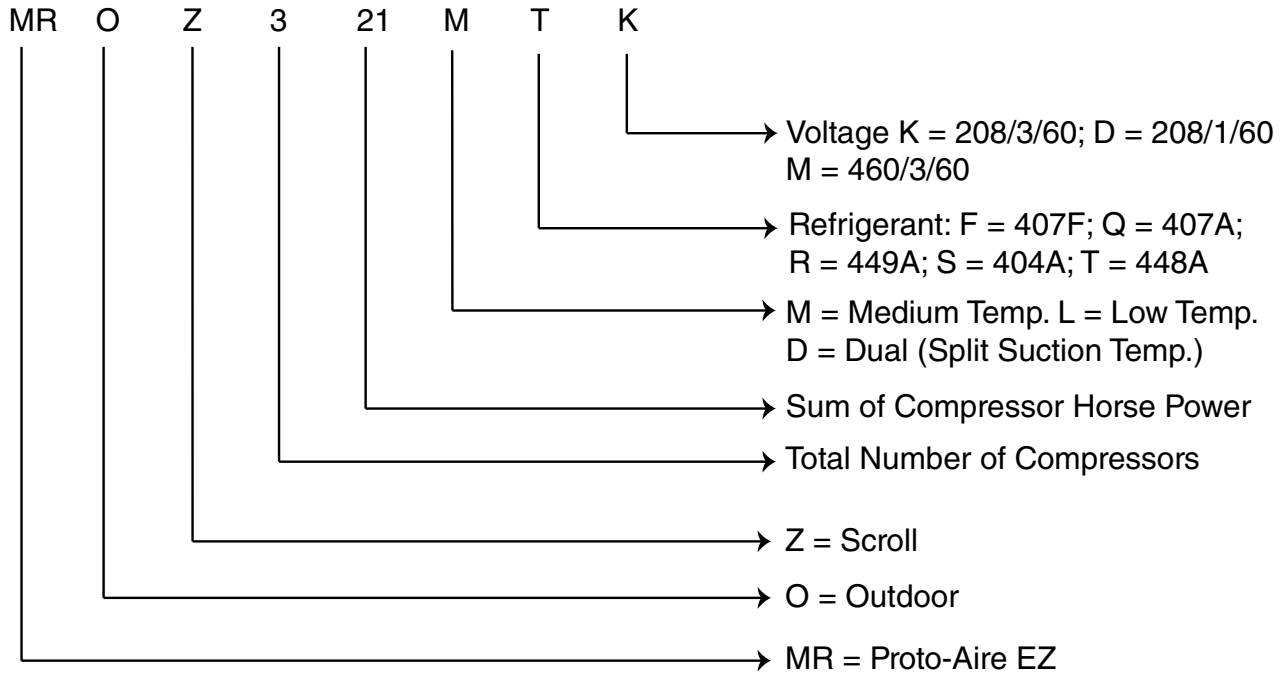 MR O Z 3 21 M T K
Voltage K = 208/3/60; D = 208/1/60
M = 460/3/60
Refrigerant: F = 407F; Q = 407A;
R = 449A; S = 404A; T = 448A
M = Medium Temp. L = Low Temp.
D = Dual (Split Suction Temp.)
Sum of Compressor Horse Power
Total Number of Compressors
Z = Scroll
O = Outdoor
MR = Proto-Aire EZ